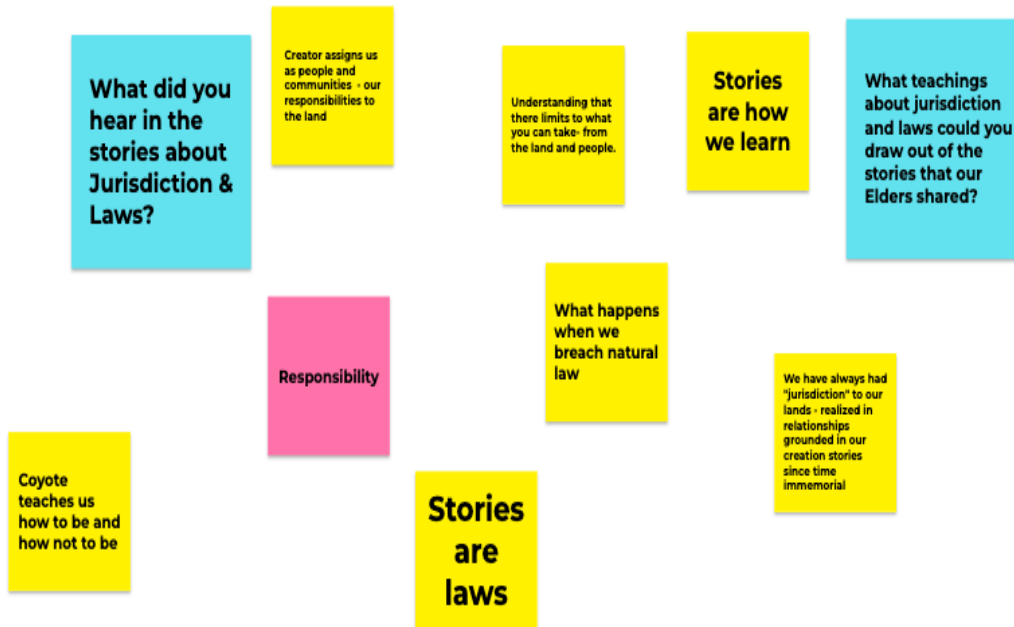 What did you
hear in the
stories about
Jurisdiction &
Laws?
Creator assigns us
as people and
communities - our
responsibilities to
the land
Understanding that
there limits to what
you can take- from
the land and people.
Stories
are how
we learn
What teachings
about jurisdiction
and laws could you
draw out of the
stories that our
Elders shared?
Responsibility
What happens
when we
breach natural
law
We have always had
"jurisdiction" to our
lands - realized in
relationships
grounded in our
creation stories
since time
immemorial
Coyote
teaches us
how to be and
how not to be
Stories
are
laws